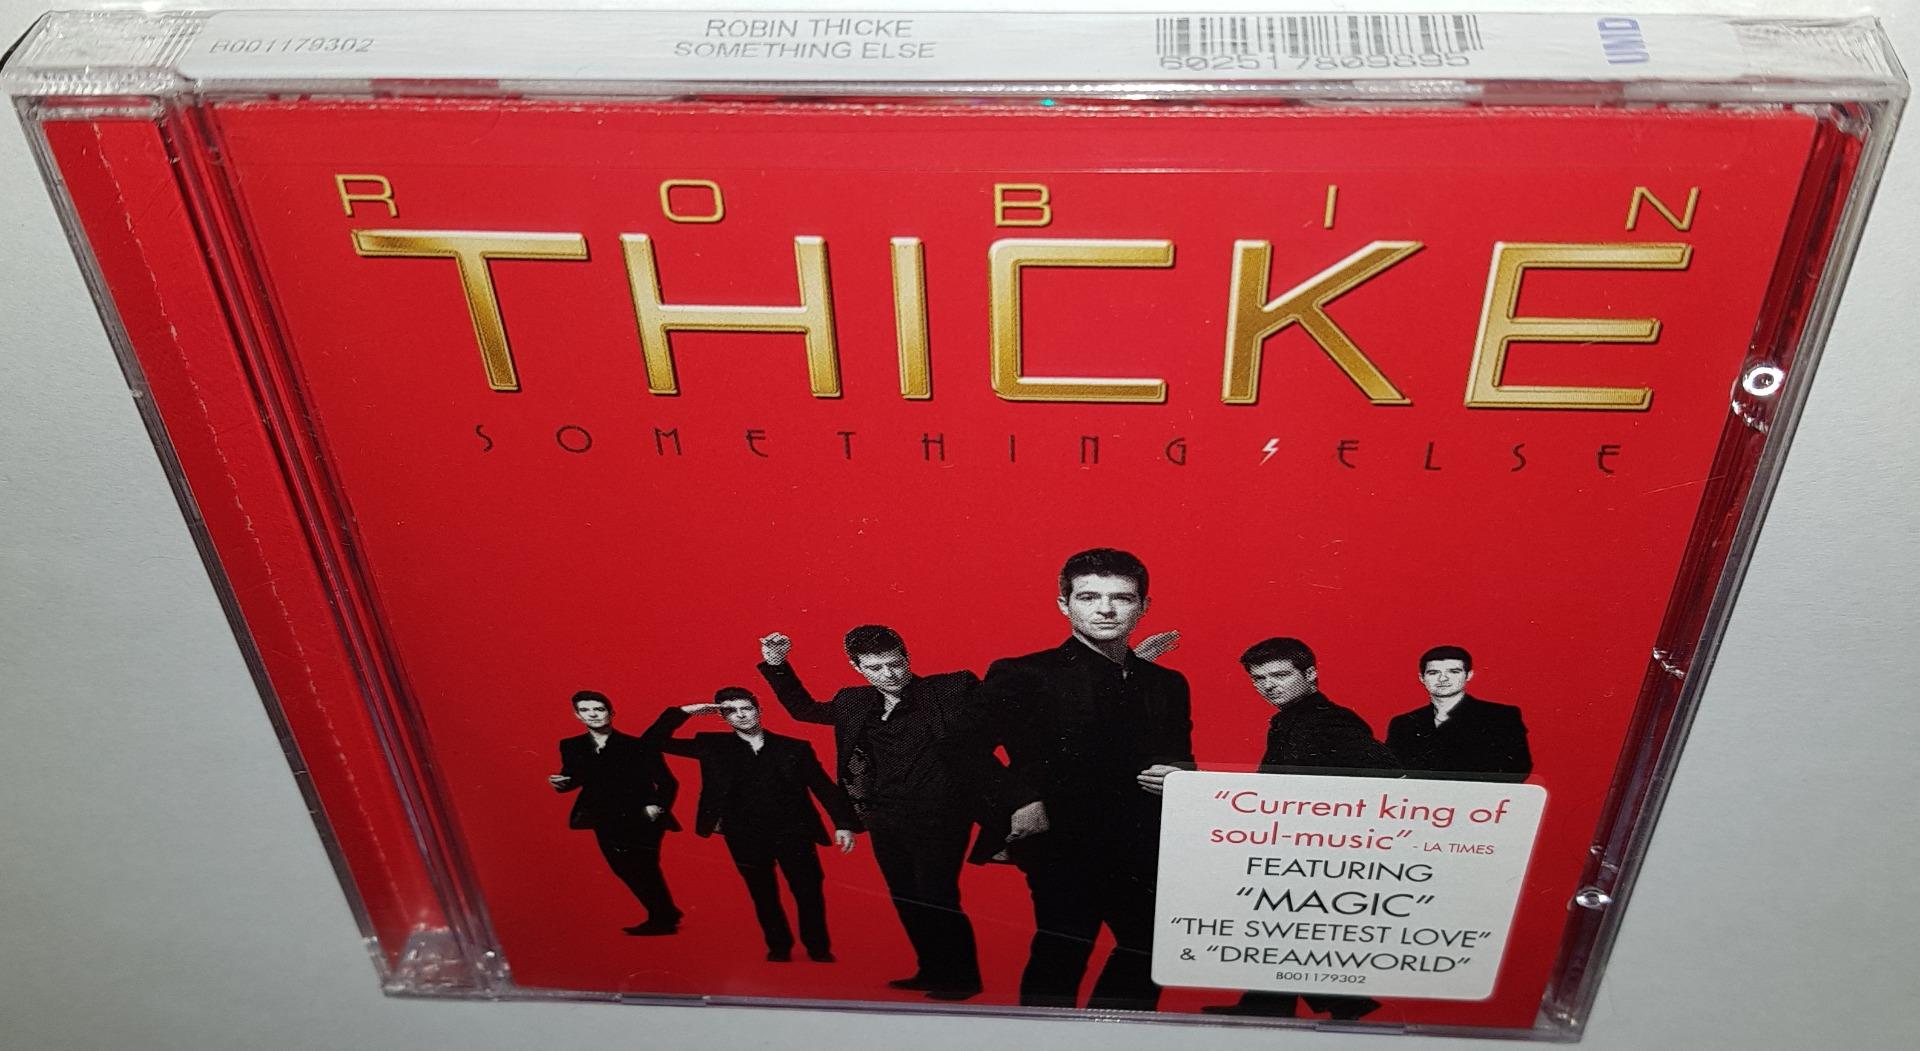 B001179302
ROBIN THICKE
SOMETHING ELSE
602517809895
UND
ROBIN
THICKE
SOMETHING ELSE
"Current king of
soul-music" - LA TIMES
FEATURING
"MAGIC"
"THE SWEETEST LOVE"
& "DREAMWORLD"
B001179302